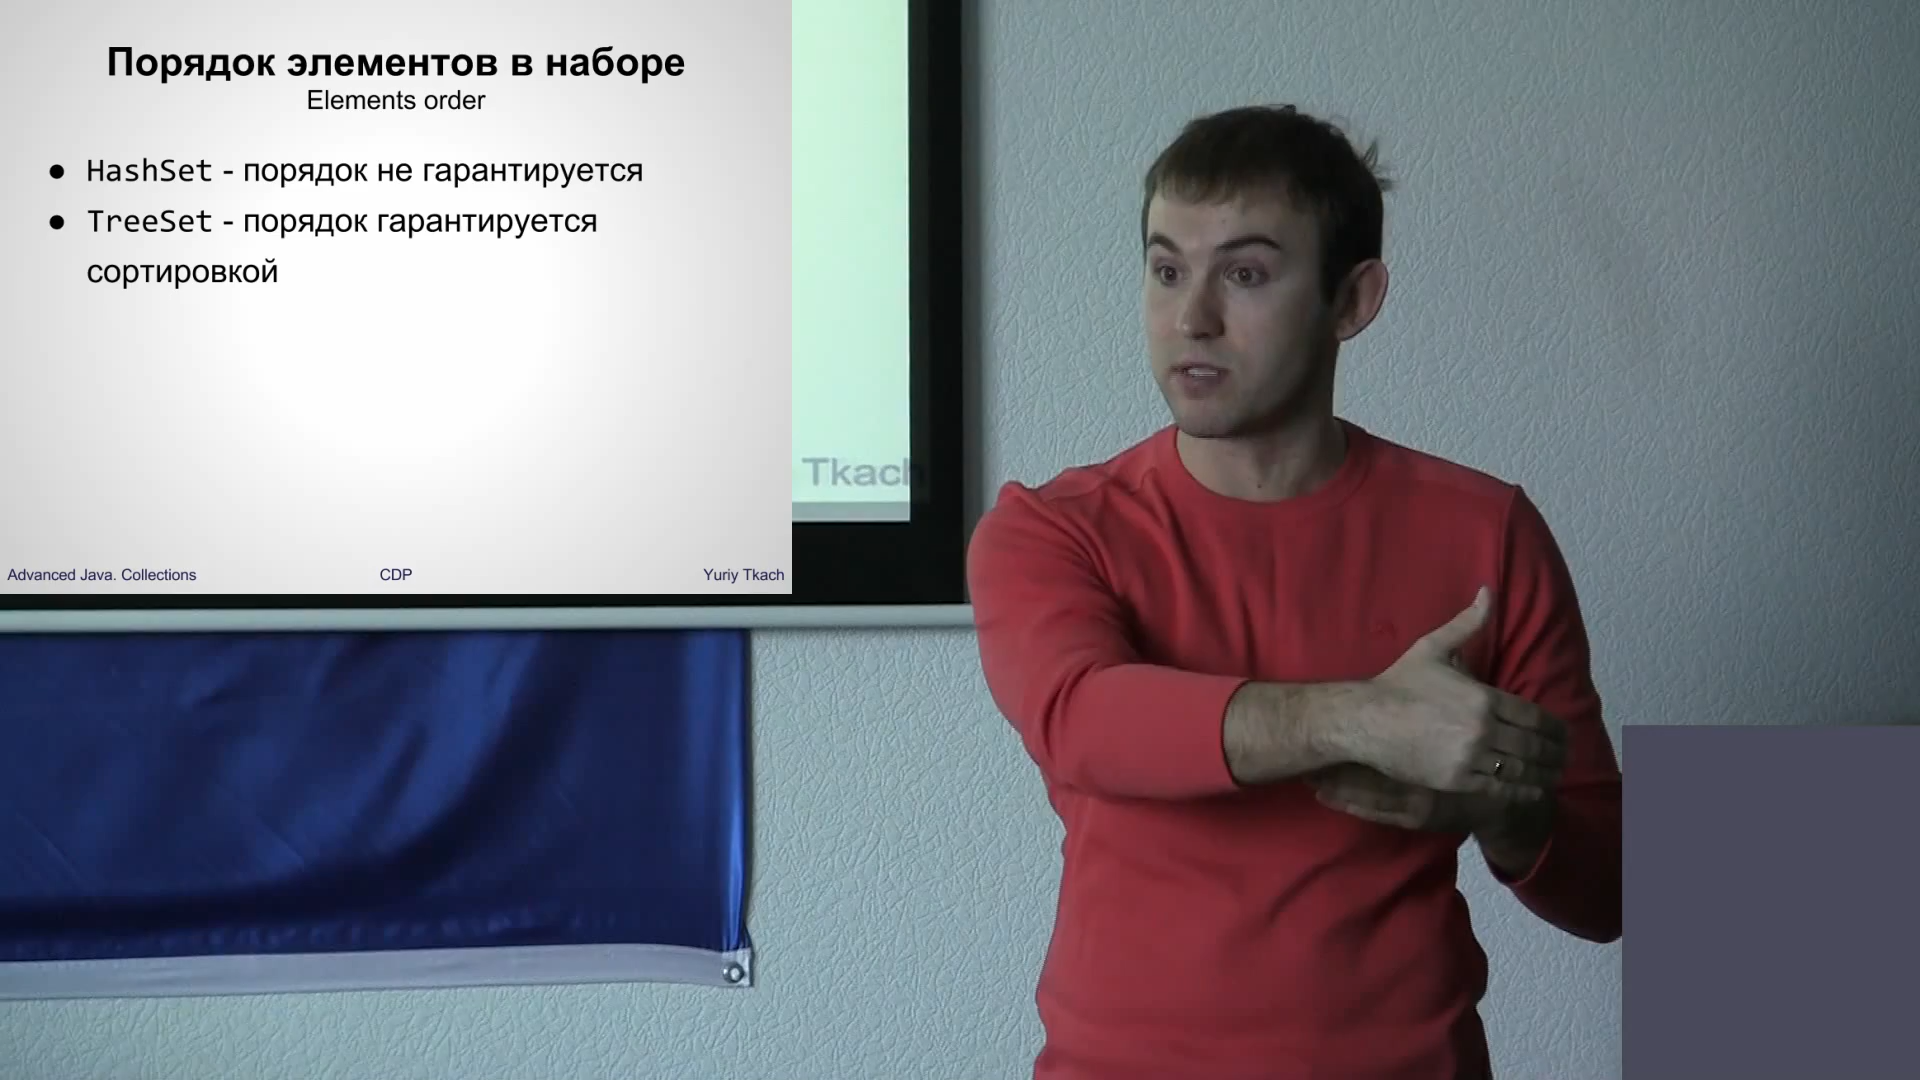 Порядок элементов в наборе
Elements order
● HashSet - порядок не гарантируется
● TreeSet - порядок гарантируется
сортировкой
Advanced Java. Collections CDP Yuriy Tkach
Tkach